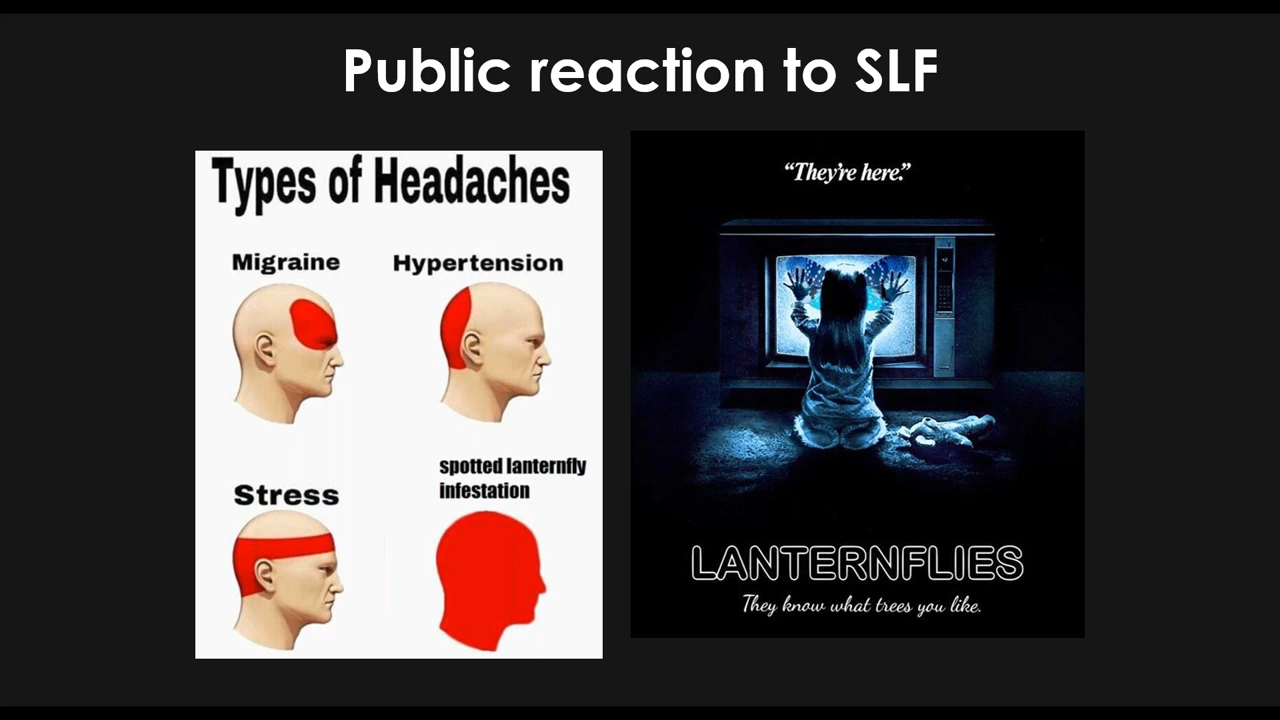 Public reaction to SLF
Types of Headaches
Migraine
Hypertension
Stress
spotted lanternfly
infestation
“They’re here.”
LANTERNFLIES
They know what trees you like.